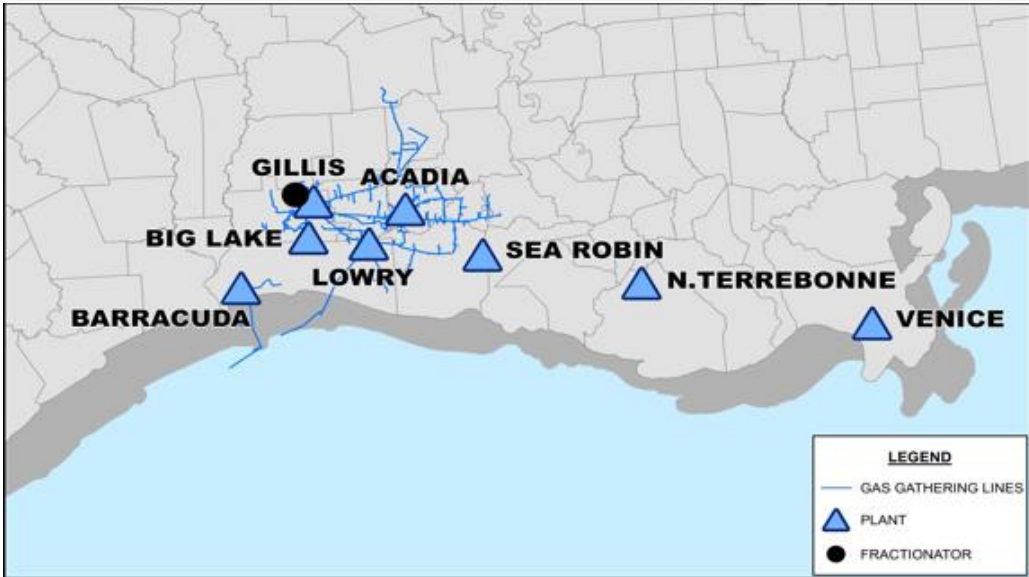 GILLIS
ACADIA
BIG LAKE
SEA ROBIN
LOWRY
N.TERREBONNE
BARRACUDA
VENICE
LEGEND
GAS GATHERING LINES
PLANT
FRACTIONATOR